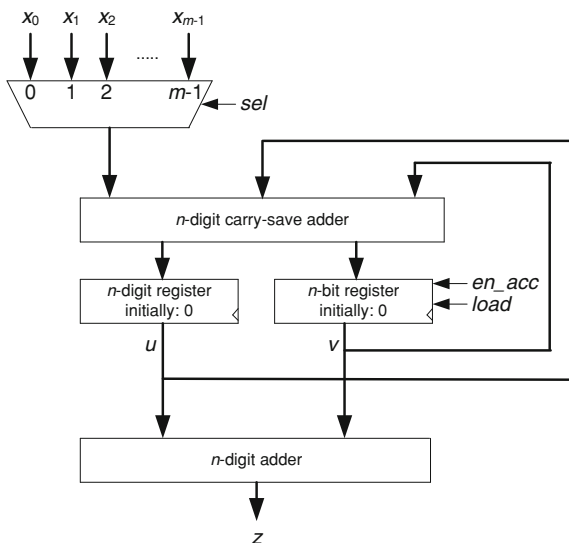 x0 x1 x2 ..... xm-1
0 1 2 m-1
sel
n-digit carry-save adder
n-digit register
initially: 0
n-bit register
initially: 0
en_acc
load
u v
n-digit adder
z